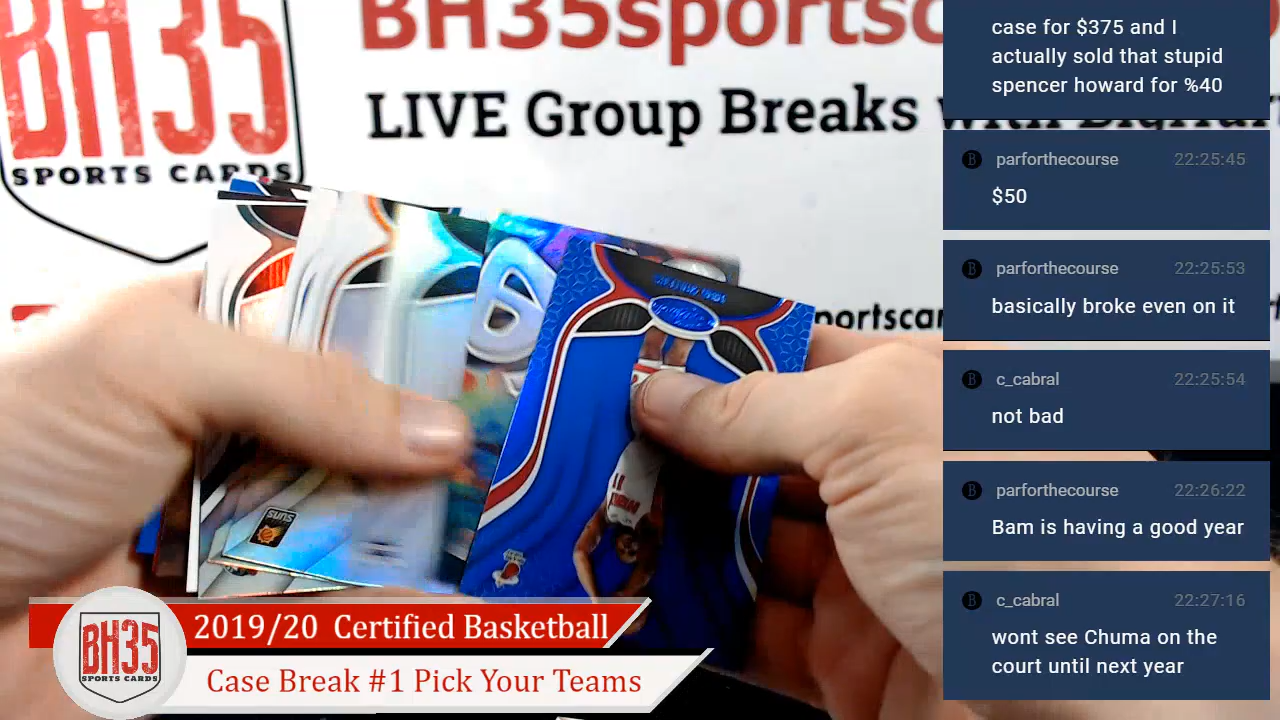 BH35
SPORTS CARDS
BH35sportsc
LIVE Group Breaks with
portscar
SUNS
case for $375 and I
actually sold that stupid
spencer howard for %40
parforthecourse 22:25:45
$50
parforthecourse 22:25:53
basically broke even on it
c_cabral 22:25:54
not bad
parforthecourse 22:26:22
Bam is having a good year
c_cabral 22:27:16
wont see Chuma on the
court until next year
BH35
SPORTS CARDS
2019/20 Certified Basketball
Case Break #1 Pick Your Teams